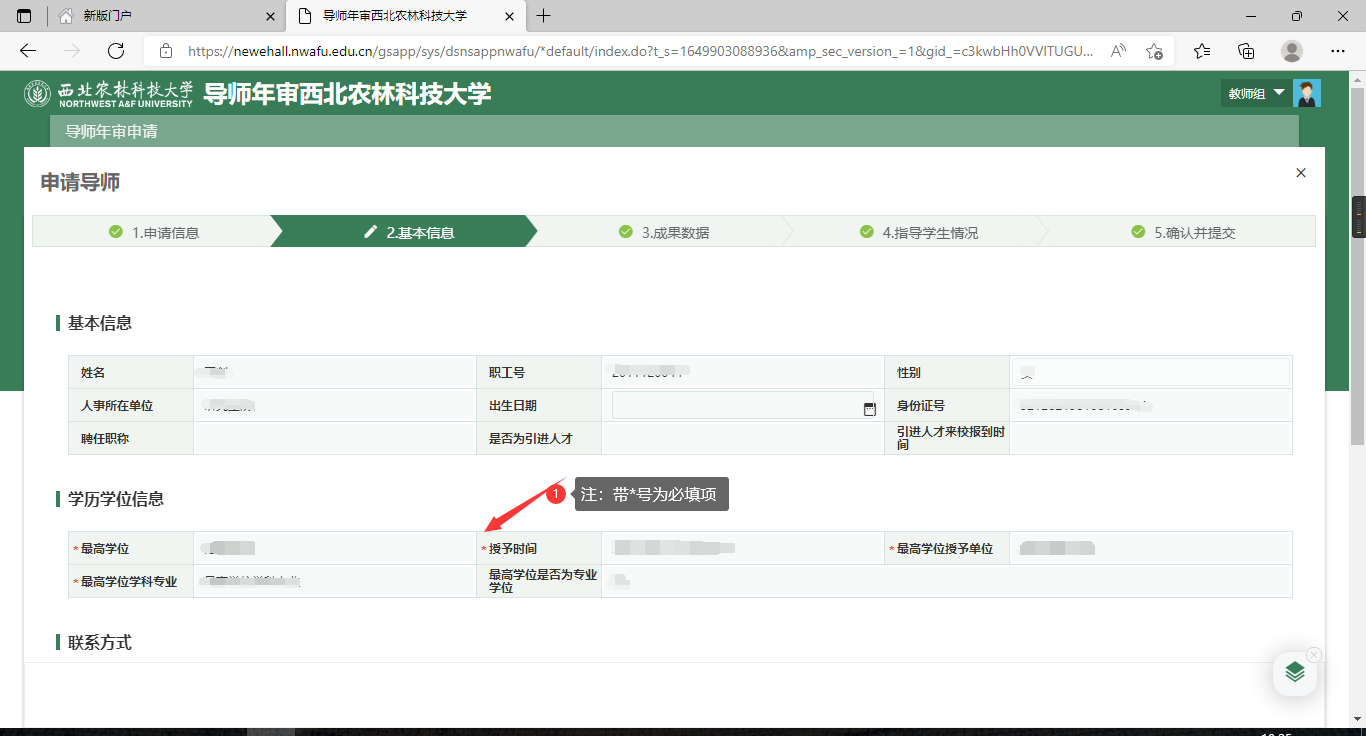 新版门户
导师年审西北农林科技大学
https://newehall.nwafu.edu.cn/gsapp/sys/dsnsappnwafu/*default/index.do?t_s=1649903088936&amp_sec_version_=1&gid_=c3kwbHh0VVlTUGU...
西北农林科技大学
NORTHWEST A&F UNIVERSITY
导师年审西北农林科技大学
教师组
导师年审申请
申请导师
1.申请信息
2.基本信息
3.成果数据
4.指导学生情况
5.确认并提交
基本信息
姓名
职工号
性别
人事所在单位
出生日期
身份证号
聘任职称
是否为引进人才
引进人才来校报到时
间
学历学位信息
1
注：带*号为必填项
*最高学位
*授予时间
*最高学位授予单位
*最高学位学科专业
最高学位是否为专业
学位
联系方式